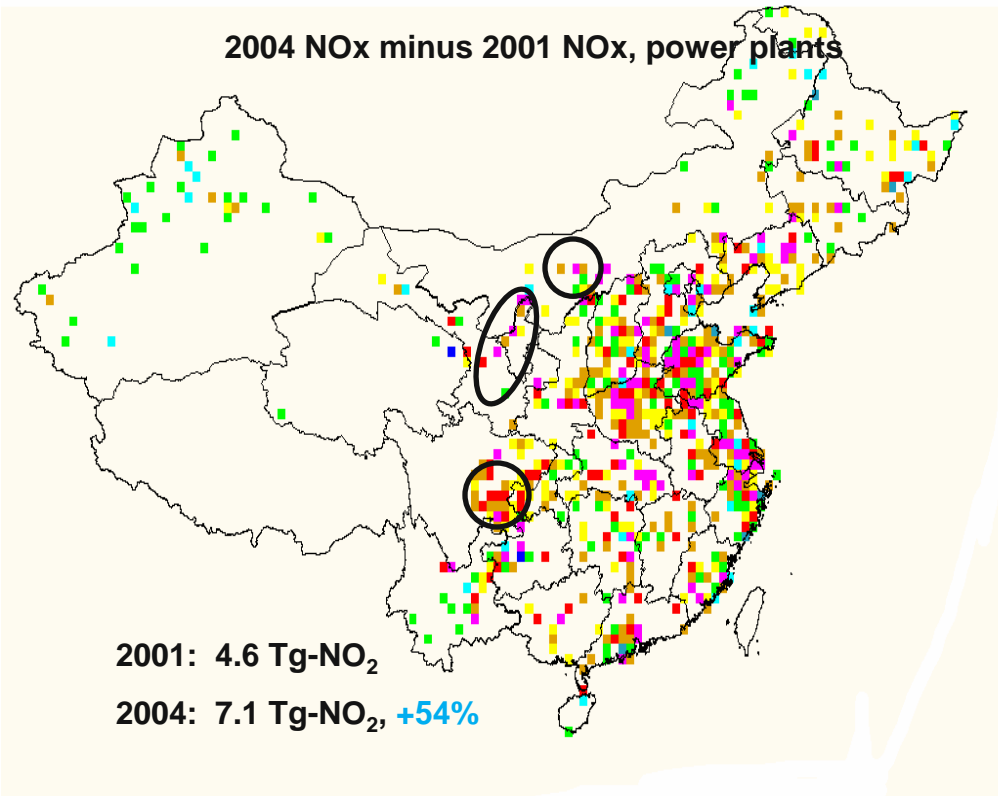 2004 NOx minus 2001 NOx, power plants
2001: 4.6 Tg-NO₂
2004: 7.1 Tg-NO₂, +54%